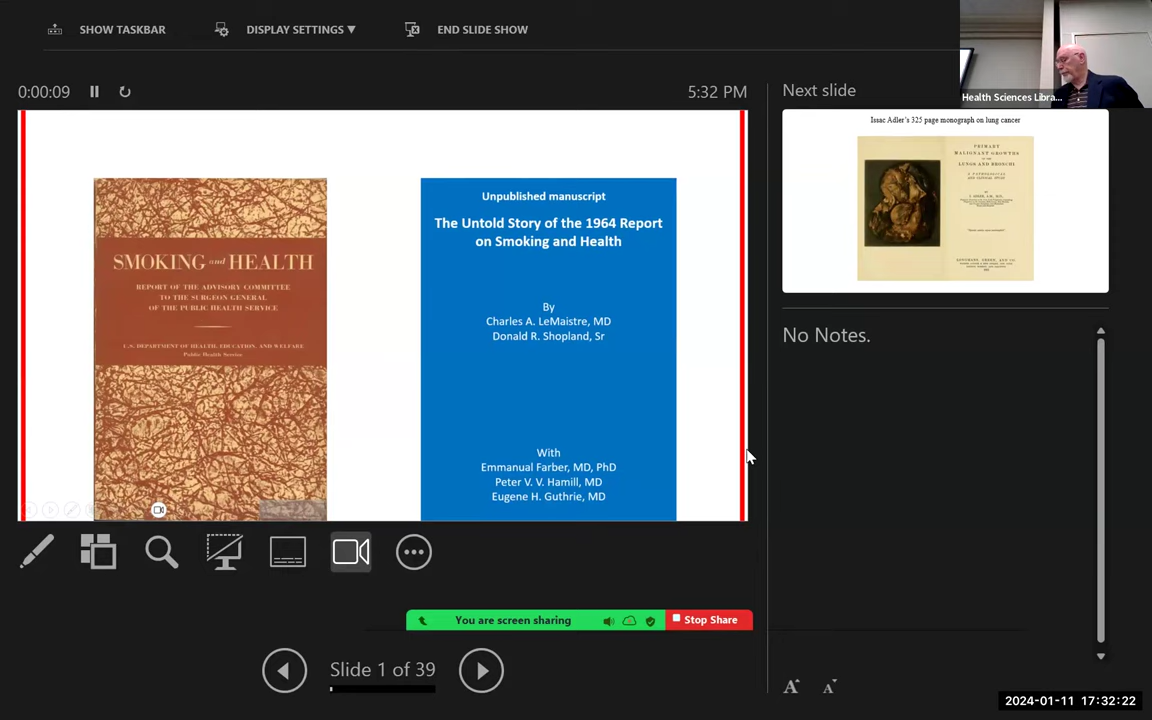 SHOW TASKBAR
DISPLAY SETTINGS ▼
END SLIDE SHOW
Health Sciences Libra...
0:00:09
5:32 PM
Next slide
Issac Adler's 325 page monograph on lung cancer
PRIMARY
MALIGNANT GROWTHS
OF THE
LUNGS AND BRONCHI
SMOKING and HEALTH
REPORT OF THE ADVISORY COMMITTEE
TO THE SURGEON GENERAL
OF THE PUBLIC HEALTH SERVICE
U.S. DEPARTMENT OF HEALTH, EDUCATION, AND WELFARE
Public Health Service
Unpublished manuscript
The Untold Story of the 1964 Report
on Smoking and Health
By
Charles A. LeMaistre, MD
Donald R. Shopland, Sr
With
Emmanual Farber, MD, PhD
Peter V. V. Hamill, MD
Eugene H. Guthrie, MD
No Notes.
You are screen sharing
Stop Share
Slide 1 of 39
A A
2024-01-11 17:32:22